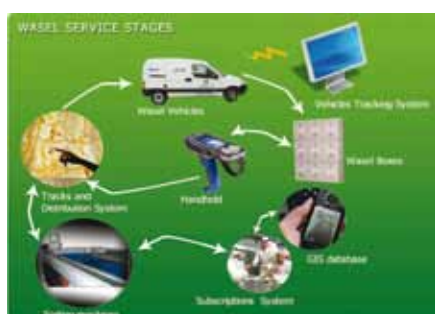 WASEL SERVICE STAGES
Wasel Vehicles
Vehicles Tracking System
Wasel Boxes
Handheld
Tracks and
Distribution System
GIS database
Subscriptions System